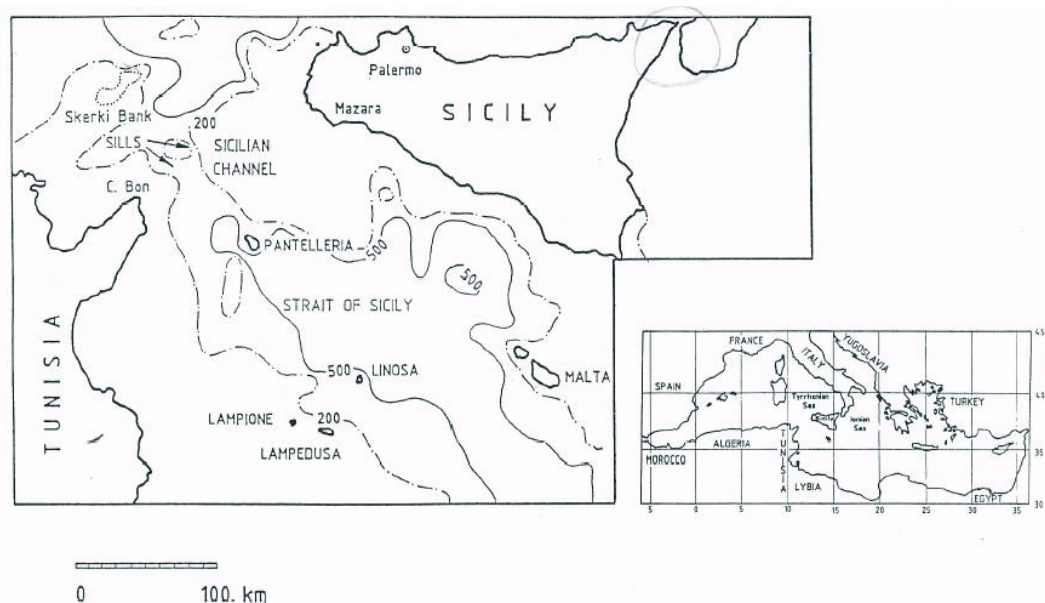 Palermo
Mazara
SICILY
Skerki Bank
200
SILLS
SICILIAN
CHANNEL
C. Bon
PANTELLERIA
500
500
STRAIT OF SICILY
TUNISIA
500
LINOSA
MALTA
LAMPIONE
200
LAMPEDUSA
0
100. km
FRANCE
ITALY
YUGOSLAVIA
45
SPAIN
Tyrrhenian
Sea
Ionian
Sea
TURKEY
40
ALGERIA
TUNISIA
MOROCCO
35
LYBIA
EGYPT
30
5 0 5 10 15 20 25 30 35